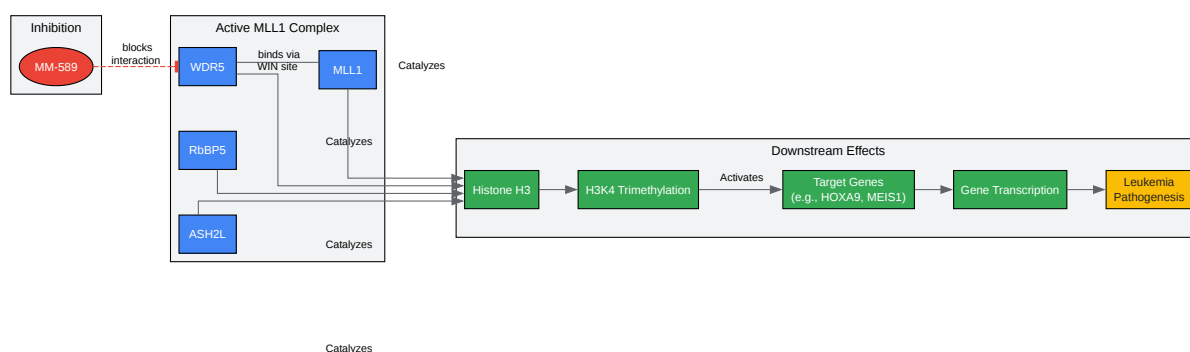 Inhibition
MM-589
blocks
interaction
Active MLL1 Complex
WDR5
binds via
WIN site
MLL1
RbBP5
ASH2L
Catalyzes
Catalyzes
Catalyzes
Catalyzes
Downstream Effects
Histone H3
H3K4 Trimethylation
Activates
Target Genes
(e.g., HOXA9, MEIS1)
Gene Transcription
Leukemia
Pathogenesis